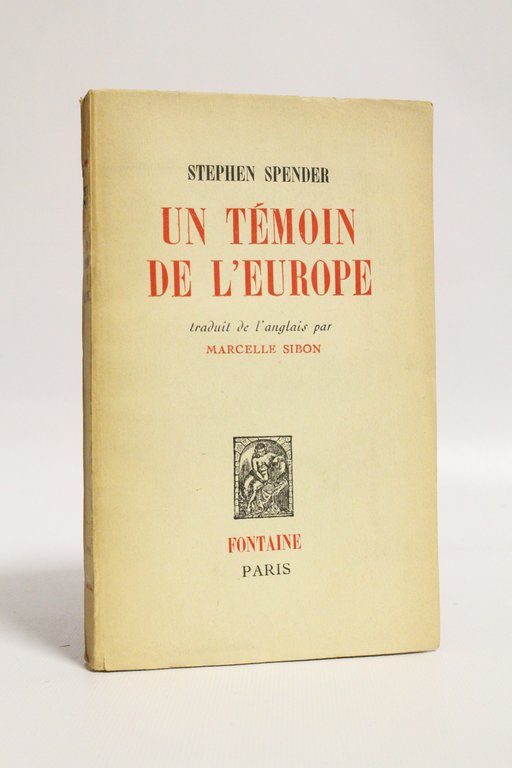 STEPHEN SPENDER
UN TÉMOIN
DE L'EUROPE
traduit de l'anglais par
MARCELLE SIBON
FONTAINE
PARIS